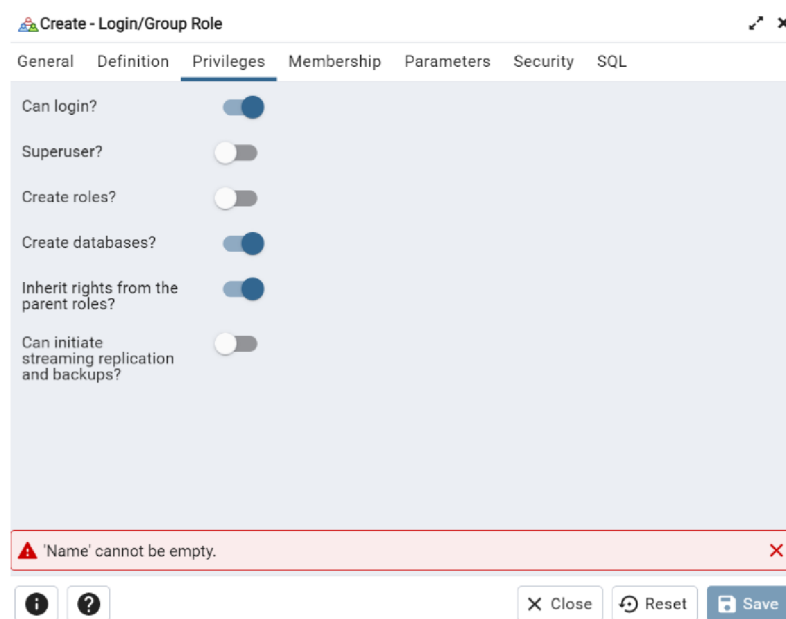 Create - Login/Group Role
General Definition Privileges Membership Parameters Security SQL
Can login?
Superuser?
Create roles?
Create databases?
Inherit rights from the
parent roles?
Can initiate
streaming replication
and backups?
'Name' cannot be empty.
Close Reset Save